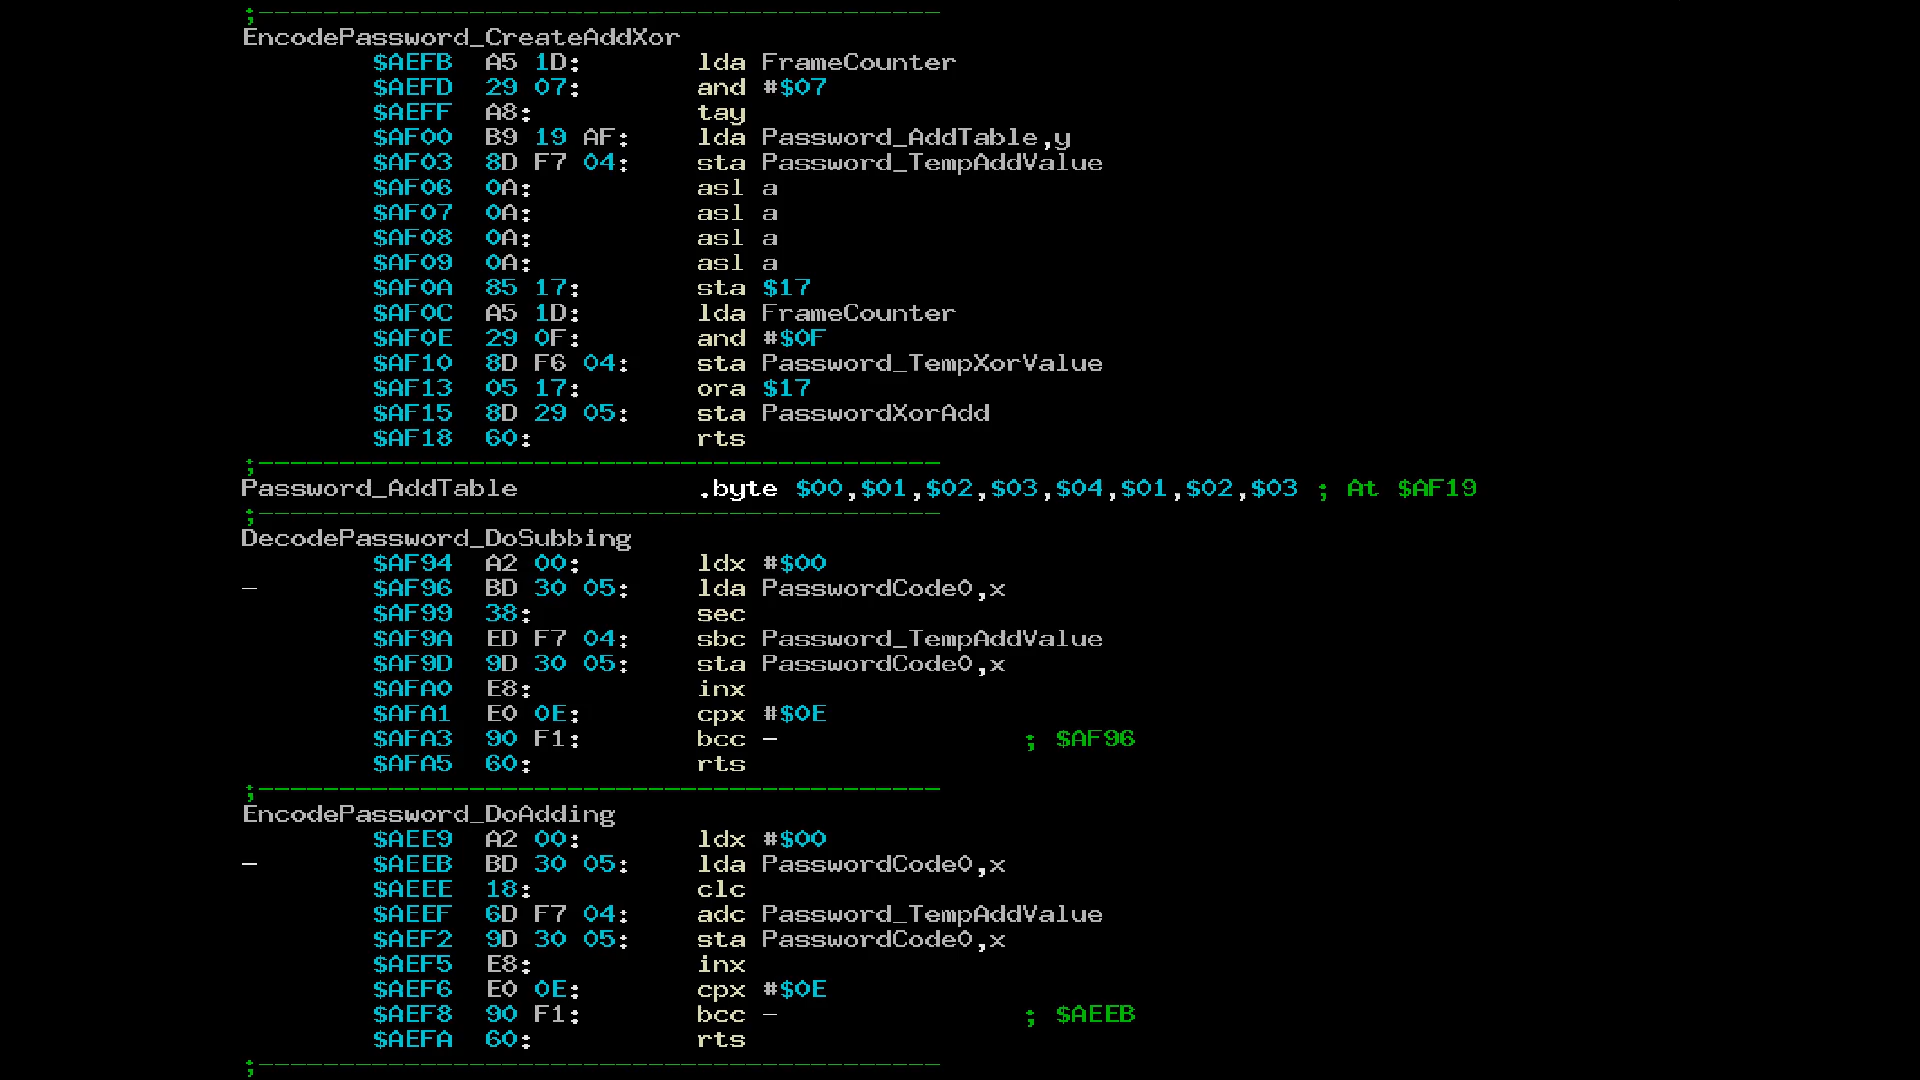 ;------------------------------------------
EncodePassword_CreateAddXor
$AEFB A5 1D: lda FrameCounter
$AEFD 29 07: and #$07
$AEFF A8: tay
$AF00 B9 19 AF: lda Password_AddTable,y
$AF03 8D F7 04: sta Password_TempAddValue
$AF06 0A: asl a
$AF07 0A: asl a
$AF08 0A: asl a
$AF09 0A: asl a
$AF0A 85 17: sta $17
$AF0C A5 1D: lda FrameCounter
$AF0E 29 0F: and #$0F
$AF10 8D F6 04: sta Password_TempXorValue
$AF13 05 17: ora $17
$AF15 8D 29 05: sta PasswordXorAdd
$AF18 60: rts
;------------------------------------------
Password_AddTable .byte $00,$01,$02,$03,$04,$01,$02,$03 ; At $AF19
;------------------------------------------
DecodePassword_DoSubbing
$AF94 A2 00: ldx #$00
- $AF96 BD 30 05: lda PasswordCode0,x
$AF99 38: sec
$AF9A ED F7 04: sbc Password_TempAddValue
$AF9D 9D 30 05: sta PasswordCode0,x
$AFA0 E8: inx
$AFA1 E0 0E: cpx #$0E
$AFA3 90 F1: bcc - ; $AF96
$AFA5 60: rts
;------------------------------------------
EncodePassword_DoAdding
$AEE9 A2 00: ldx #$00
- $AEEB BD 30 05: lda PasswordCode0,x
$AEEE 18: clc
$AEEF 6D F7 04: adc Password_TempAddValue
$AEF2 9D 30 05: sta PasswordCode0,x
$AEF5 E8: inx
$AEF6 E0 0E: cpx #$0E
$AEF8 90 F1: bcc - ; $AEEB
$AEFA 60: rts
;------------------------------------------